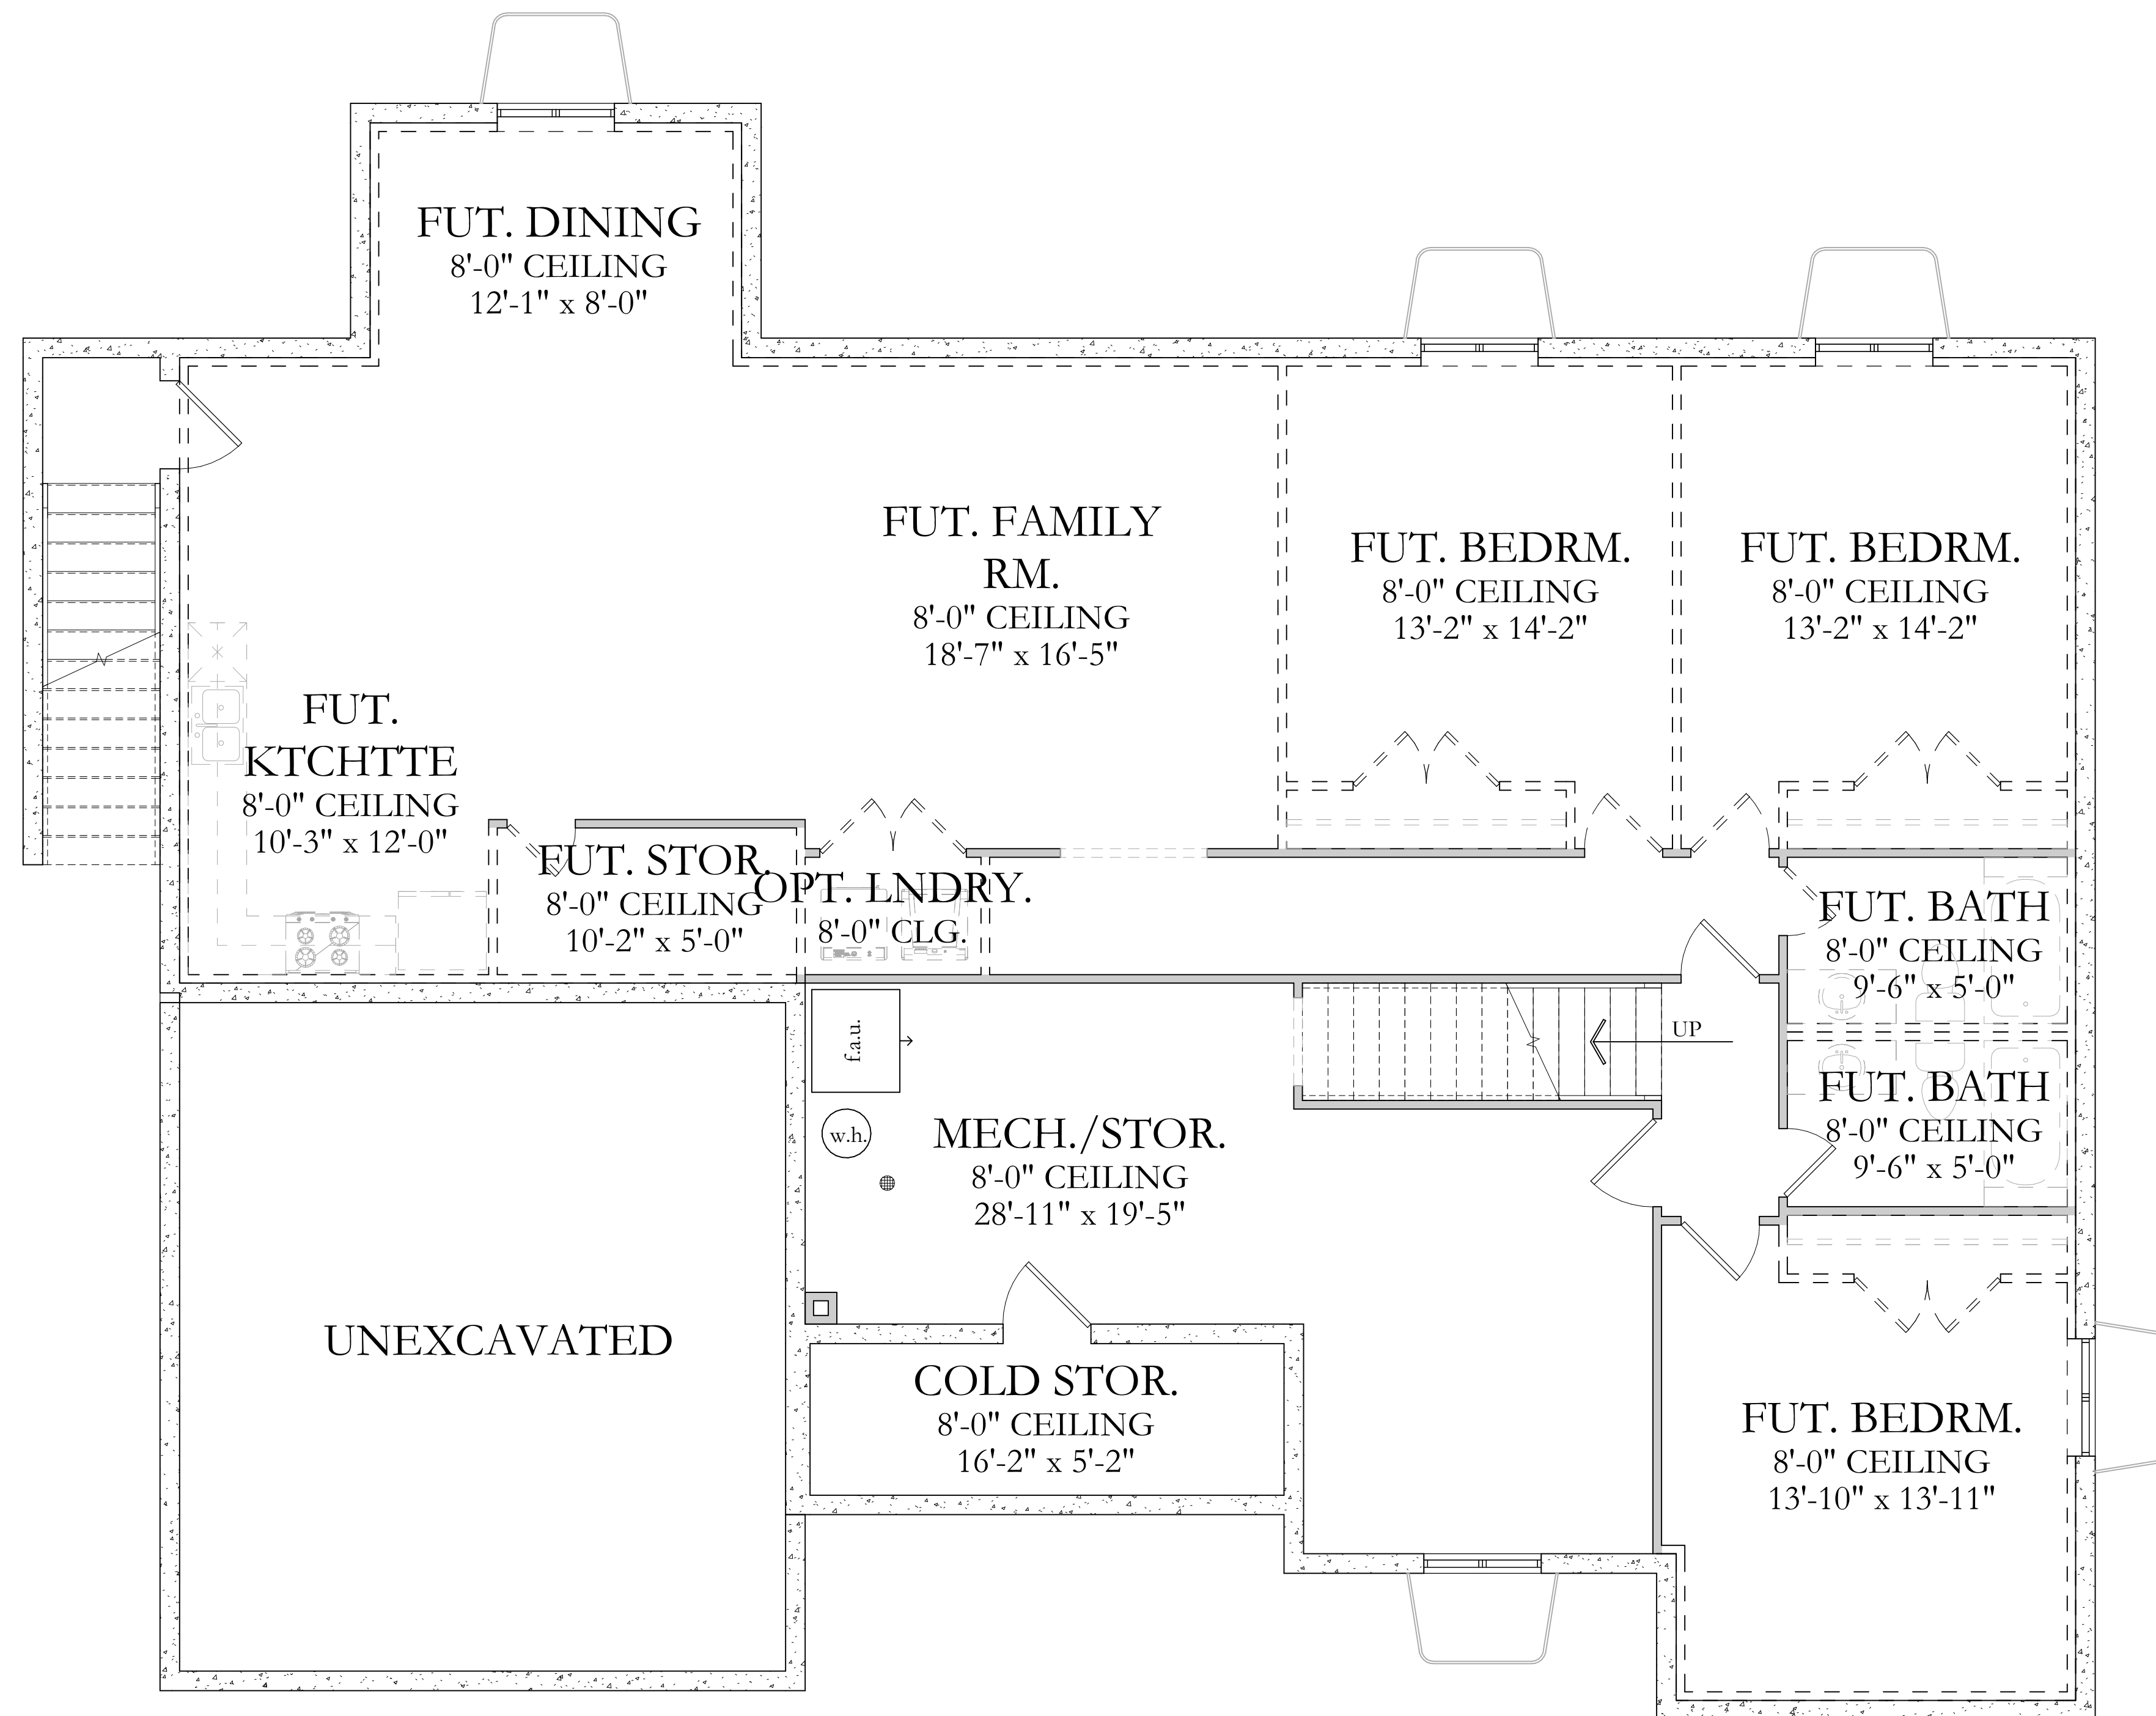 FUT. DINING
8'-0" CEILING
12'-1" x 8'-0"
FUT. FAMILY
RM.
8'-0" CEILING
18'-7" x 16'-5"
FUT. BEDRM.
8'-0" CEILING
13'-2" x 14'-2"
FUT. BEDRM.
8'-0" CEILING
13'-2" x 14'-2"
FUT.
KTCHTTE
8'-0" CEILING
10'-3" x 12'-0"
FUT. STOR.
8'-0" CEILING
10'-2" x 5'-0"
OPT. LNDRY.
8'-0" CLG.
FUT. BATH
8'-0" CEILING
9'-6" x 5'-0"
UP
f.a.u.
w.h.
MECH./STOR.
8'-0" CEILING
28'-11" x 19'-5"
FUT. BATH
8'-0" CEILING
9'-6" x 5'-0"
UNEXCAVATED
COLD STOR.
8'-0" CEILING
16'-2" x 5'-2"
FUT. BEDRM.
8'-0" CEILING
13'-10" x 13'-11"